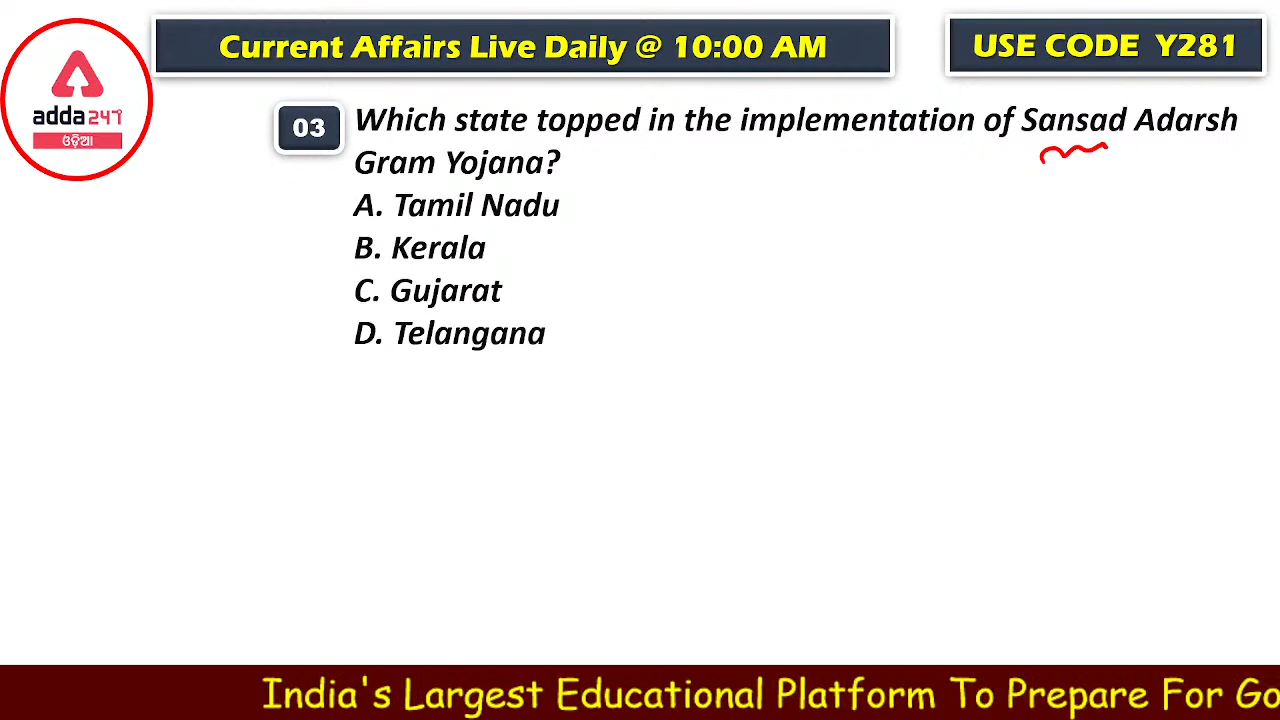 Current Affairs Live Daily @ 10:00 AM
USE CODE Y281
adda247
ଓଡ଼ିଆ
03
Which state topped in the implementation of Sansad Adarsh
Gram Yojana?
A. Tamil Nadu
B. Kerala
C. Gujarat
D. Telangana
India's Largest Educational Platform To Prepare For Go